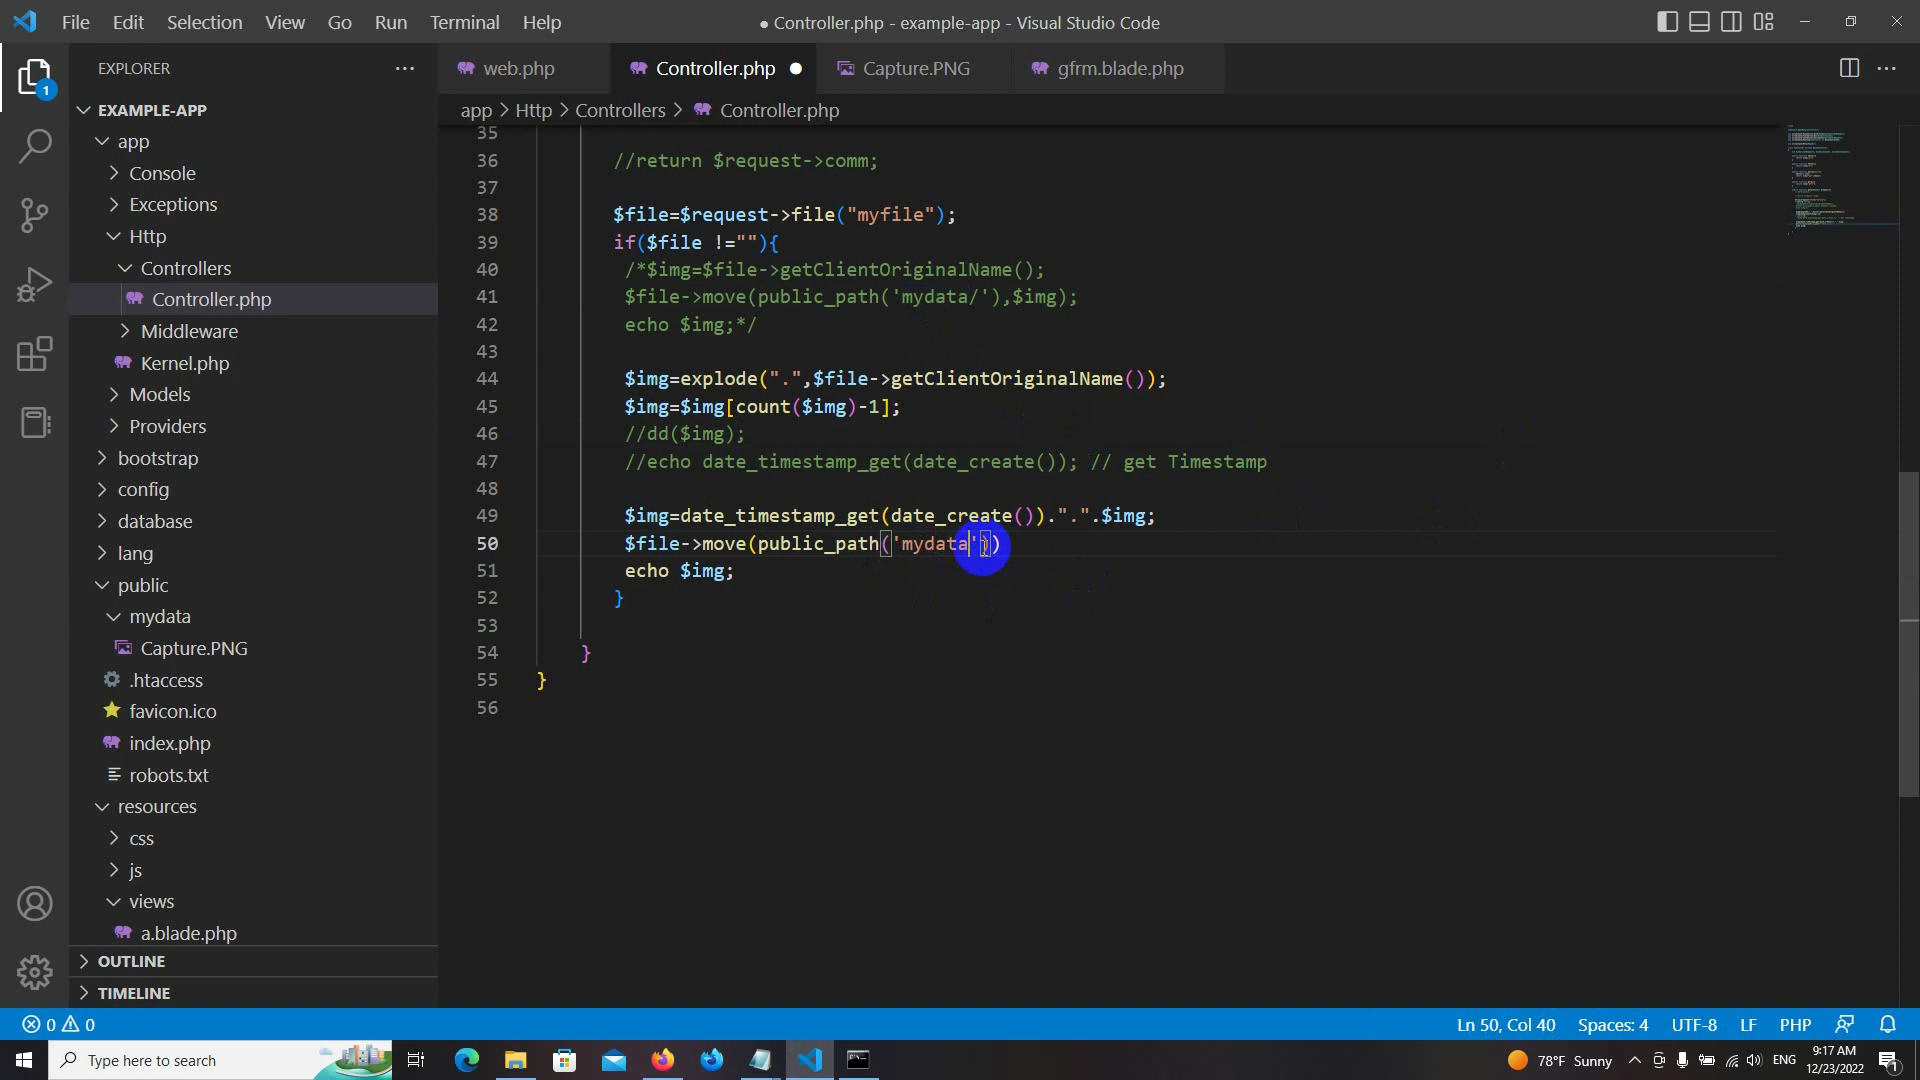 File Edit Selection View Go Run Terminal Help
● Controller.php - example-app - Visual Studio Code
EXPLORER
1
EXAMPLE-APP
app
Console
Exceptions
Http
Controllers
Controller.php
Middleware
Kernel.php
Models
Providers
bootstrap
config
database
lang
public
mydata
Capture.PNG
.htaccess
favicon.ico
index.php
robots.txt
resources
css
js
views
a.blade.php
OUTLINE
TIMELINE
web.php Controller.php ● Capture.PNG gfrm.blade.php
app > Http > Controllers > Controller.php
35
36 //return $request->comm;
37
38 $file=$request->file("myfile");
39 if($file !=""){
40 /*$img=$file->getClientOriginalName();
41 $file->move(public_path('mydata/'),$img);
42 echo $img;*/
43
44 $img=explode(".",$file->getClientOriginalName());
45 $img=$img[count($img)-1];
46 //dd($img);
47 //echo date_timestamp_get(date_create()); // get Timestamp
48
49 $img=date_timestamp_get(date_create()).".".$img;
50 $file->move(public_path('mydata'))
51 echo $img;
52 }
53
54 }
55 }
56
0 0
Ln 50, Col 40 Spaces: 4 UTF-8 LF PHP
Type here to search
78°F Sunny
ENG
9:17 AM
12/23/2022
1